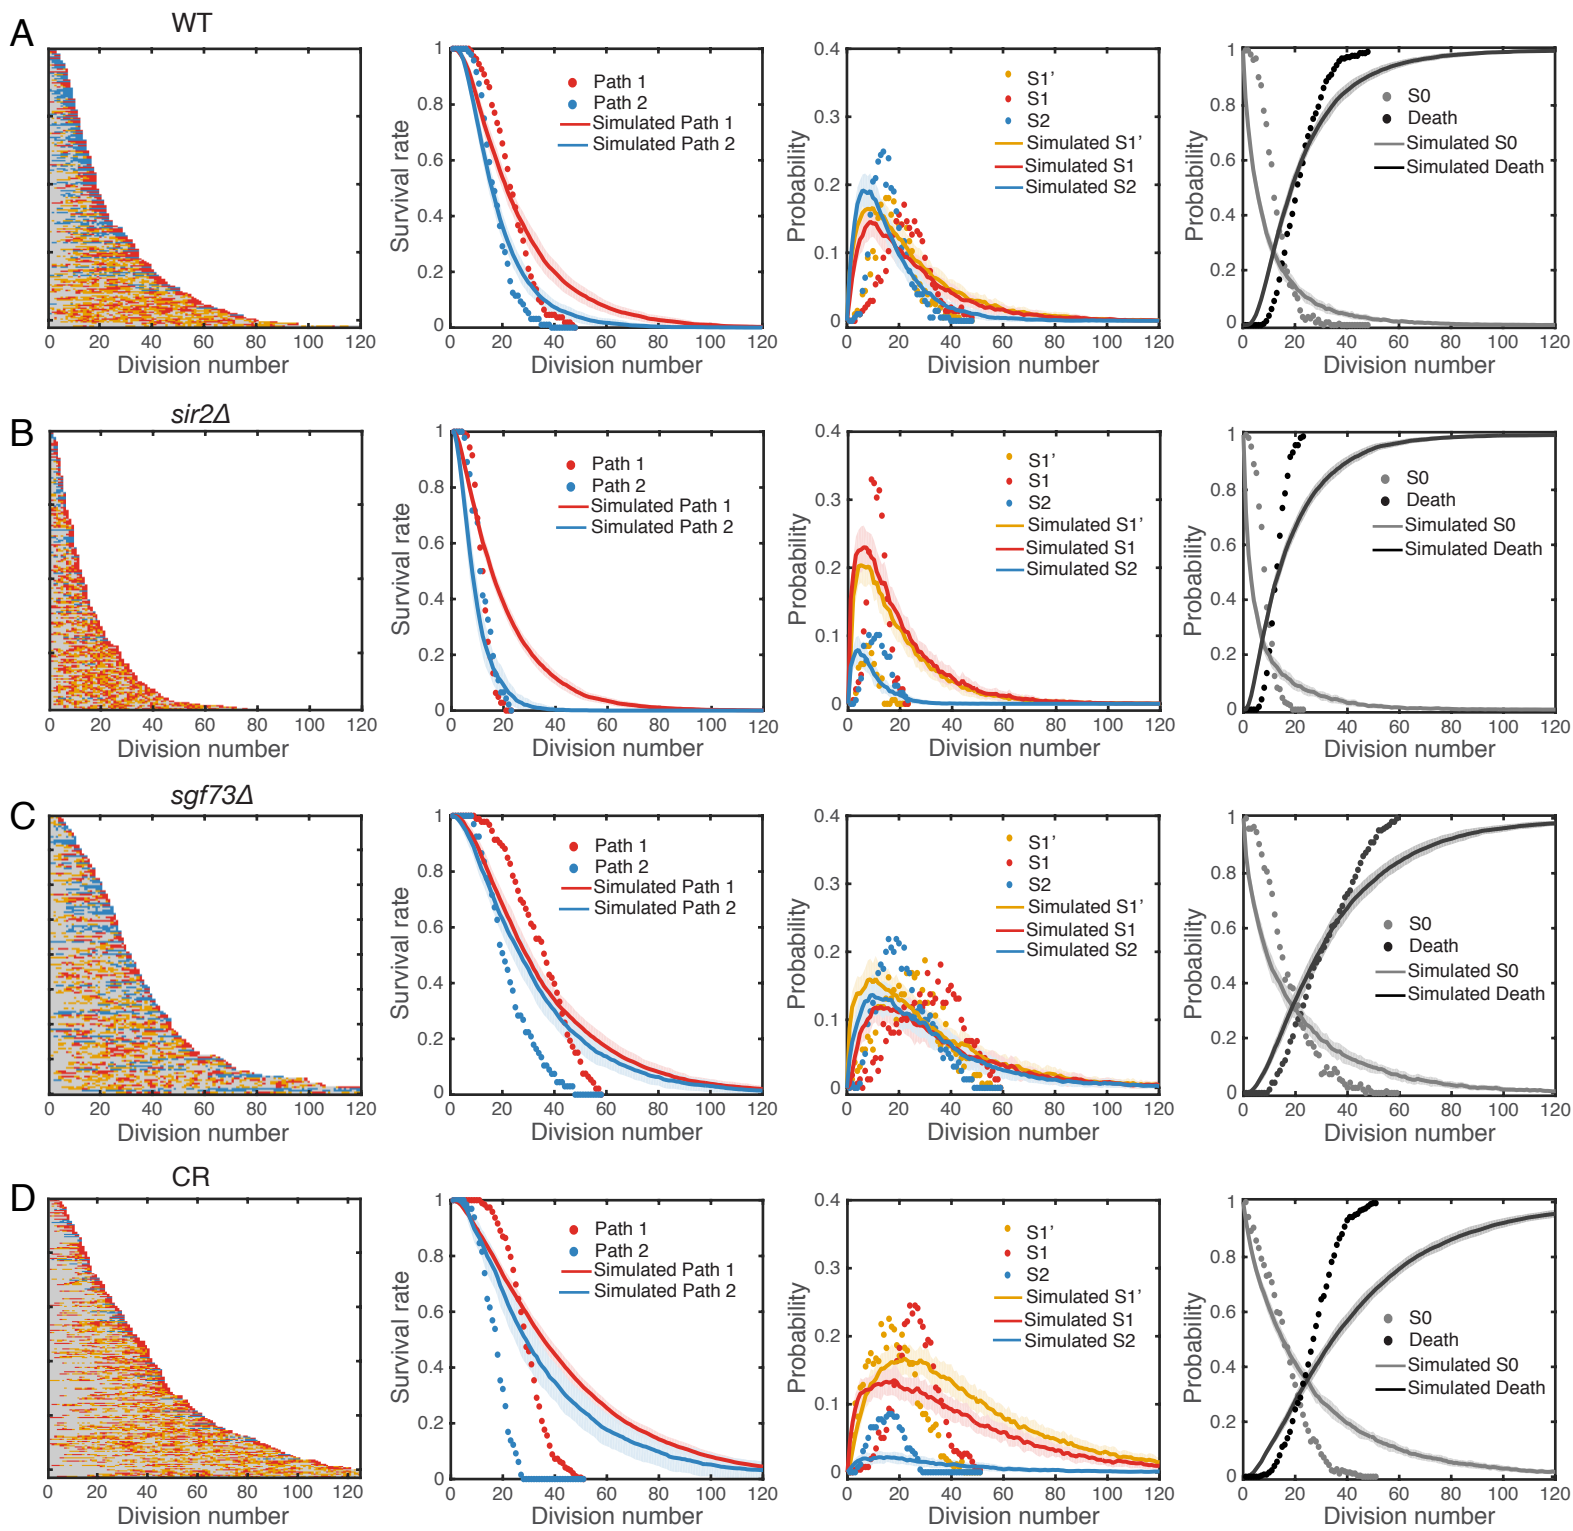 A
WT
Division number
0 20 40 60 80 100 120
Survival rate
1
0.8
0.6
0.4
0.2
0
Path 1
Path 2
Simulated Path 1
Simulated Path 2
0 20 40 60 80 100 120
Division number
Probability
0.4
0.3
0.2
0.1
0
S1’
S1
S2
Simulated S1’
Simulated S1
Simulated S2
0 20 40 60 80 100 120
Division number
Probability
1
0.8
0.6
0.4
0.2
0
S0
Death
Simulated S0
Simulated Death
0 20 40 60 80 100 120
Division number
B
sir2Δ
0 20 40 60 80 100 120
Division number
Survival rate
1
0.8
0.6
0.4
0.2
0
Path 1
Path 2
Simulated Path 1
Simulated Path 2
0 20 40 60 80 100 120
Division number
Probability
0.4
0.3
0.2
0.1
0
S1’
S1
S2
Simulated S1’
Simulated S1
Simulated S2
0 20 40 60 80 100 120
Division number
Probability
1
0.8
0.6
0.4
0.2
0
S0
Death
Simulated S0
Simulated Death
0 20 40 60 80 100 120
Division number
C
sgf73Δ
0 20 40 60 80 100 120
Division number
Survival rate
1
0.8
0.6
0.4
0.2
0
Path 1
Path 2
Simulated Path 1
Simulated Path 2
0 20 40 60 80 100 120
Division number
Probability
0.4
0.3
0.2
0.1
0
S1’
S1
S2
Simulated S1’
Simulated S1
Simulated S2
0 20 40 60 80 100 120
Division number
Probability
1
0.8
0.6
0.4
0.2
0
S0
Death
Simulated S0
Simulated Death
0 20 40 60 80 100 120
Division number
D
CR
0 20 40 60 80 100 120
Division number
Survival rate
1
0.8
0.6
0.4
0.2
0
Path 1
Path 2
Simulated Path 1
Simulated Path 2
0 20 40 60 80 100 120
Division number
Probability
0.4
0.3
0.2
0.1
0
S1’
S1
S2
Simulated S1’
Simulated S1
Simulated S2
0 20 40 60 80 100 120
Division number
Probability
1
0.8
0.6
0.4
0.2
0
S0
Death
Simulated S0
Simulated Death
0 20 40 60 80 100 120
Division number